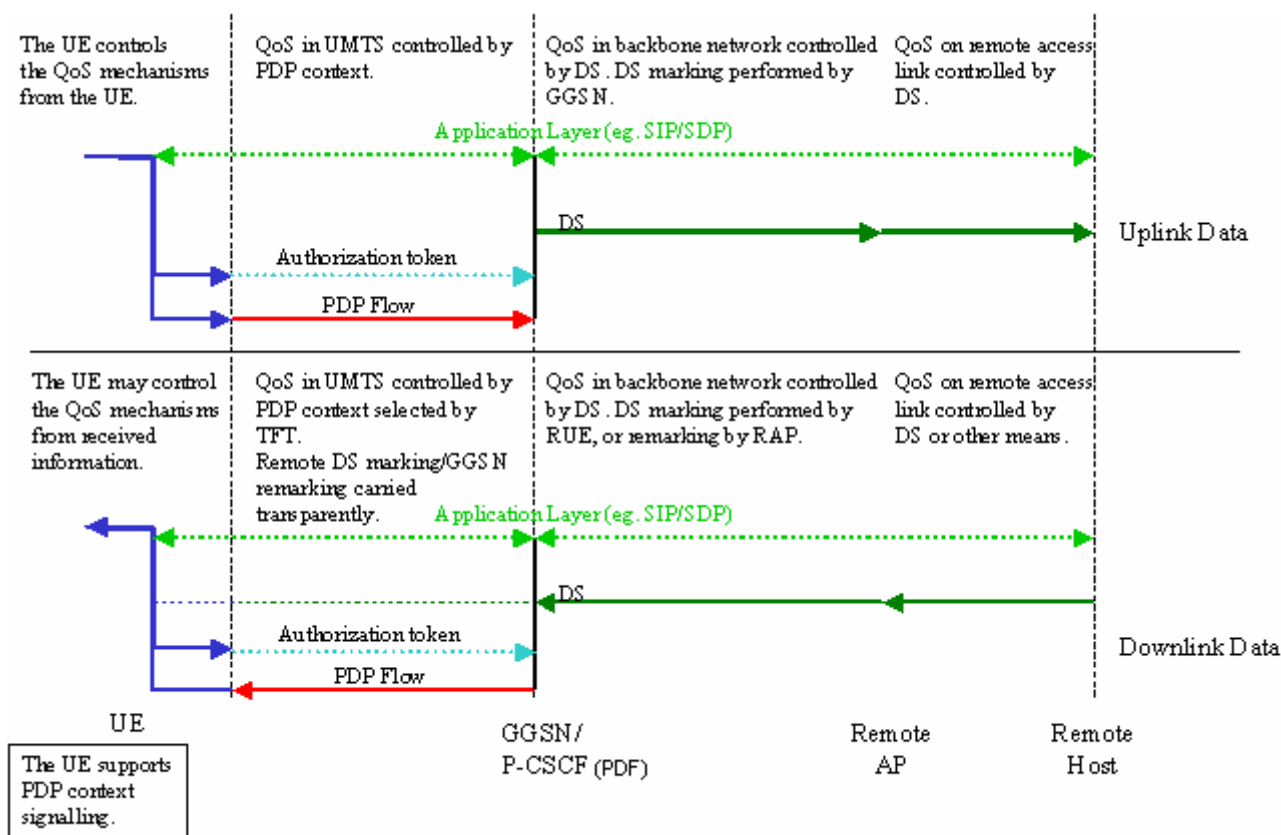 The UE controls
the QoS mechanisms
from the UE.
QoS in UMTS controlled by
PDP context.
QoS in backbone network controlled
by DS. DS marking performed by
GGSN.
QoS on remote access
link controlled by
DS.
Application Layer (eg. SIP/SDP)
DS
Uplink Data
Authorization token
PDP Flow
The UE may control
the QoS mechanisms
from received
information.
QoS in UMTS controlled by
PDP context selected by
TFT.
Remote DS marking/GGSN
remarking carried
transparently.
QoS in backbone network controlled
by DS. DS marking performed by
RUE, or remarking by RAP.
QoS on remote access
link controlled by
DS or other means.
Application Layer (eg. SIP/SDP)
DS
Authorization token
Downlink Data
PDP Flow
UE
GGSN/
P-CSCF (PDF)
Remote
AP
Remote
Host
The UE supports
PDP context
signalling.